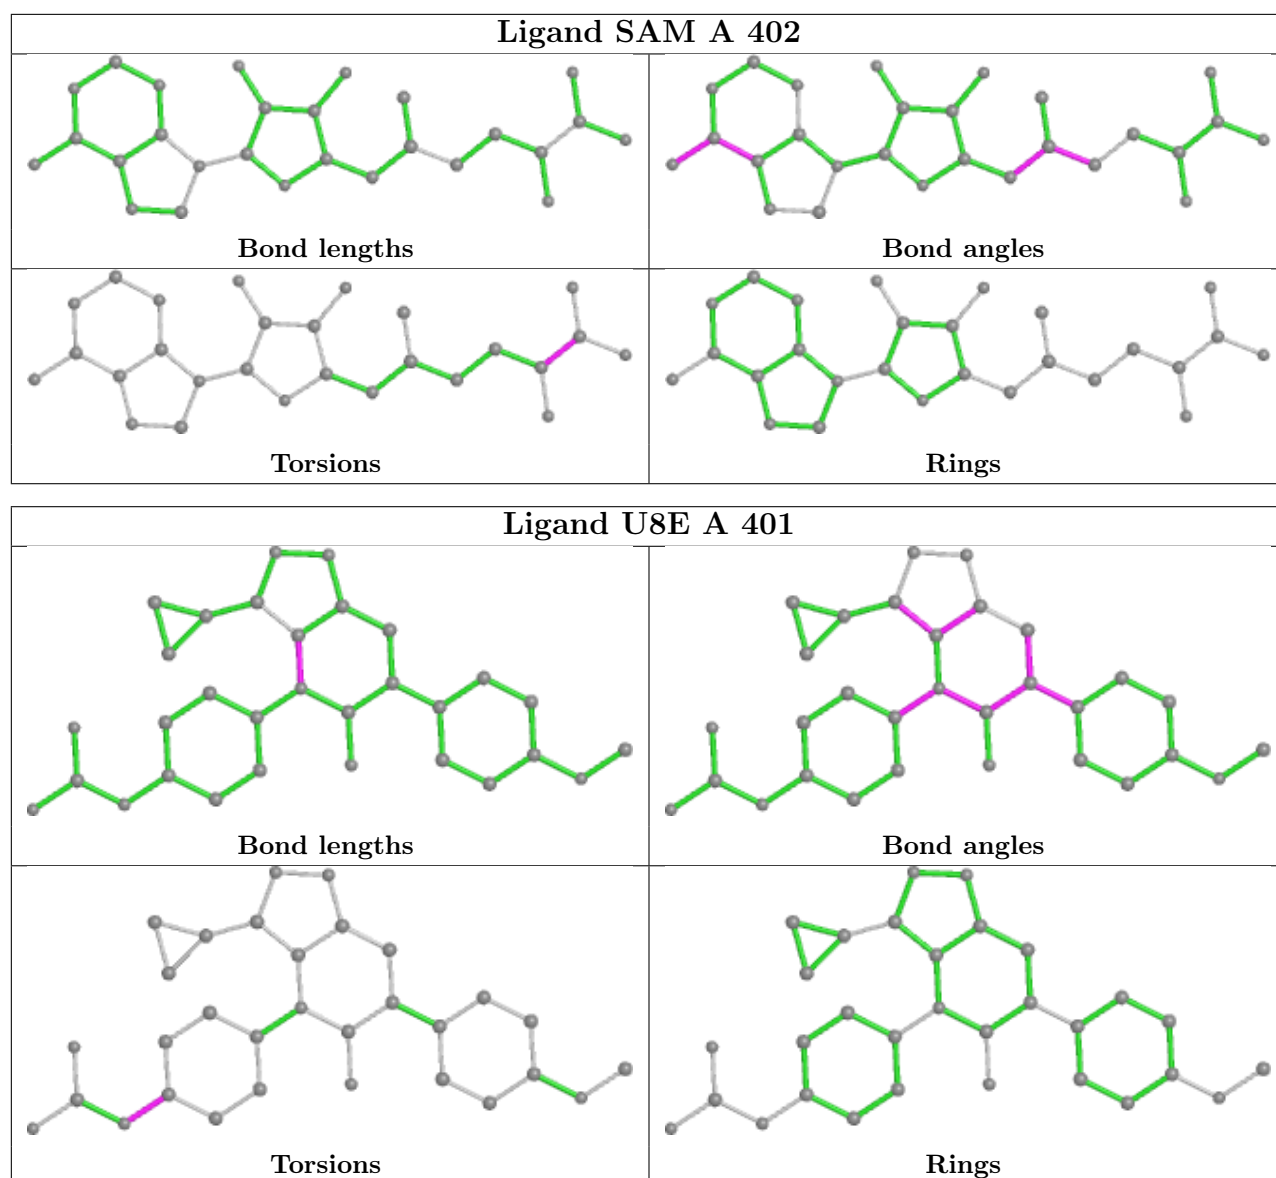 Ligand SAM A 402
Bond lengths
Bond angles
Torsions
Rings
Ligand U8E A 401
Bond lengths
Bond angles
Torsions
Rings